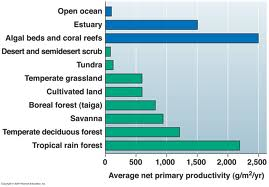 Open ocean
Estuary
Algal beds and coral reefs
Desert and semidesert scrub
Tundra
Temperate grassland
Cultivated land
Boreal forest (taiga)
Savanna
Temperate deciduous forest
Tropical rain forest
0 500 1,000 1,500 2,000 2,500
Average net primary productivity (g/m²/yr)